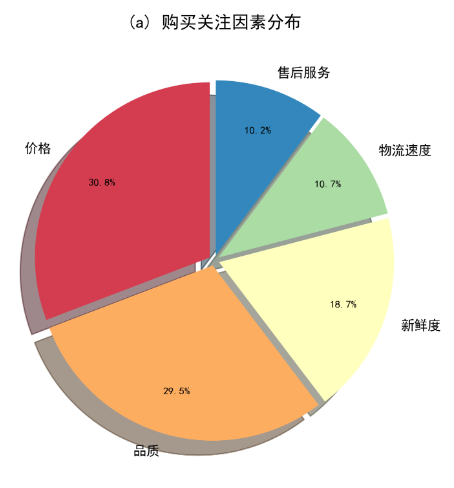 (a) 购买关注因素分布
售后服务
10.2%
价格
物流速度
30.8%
10.7%
18.7%
新鲜度
29.5%
品质